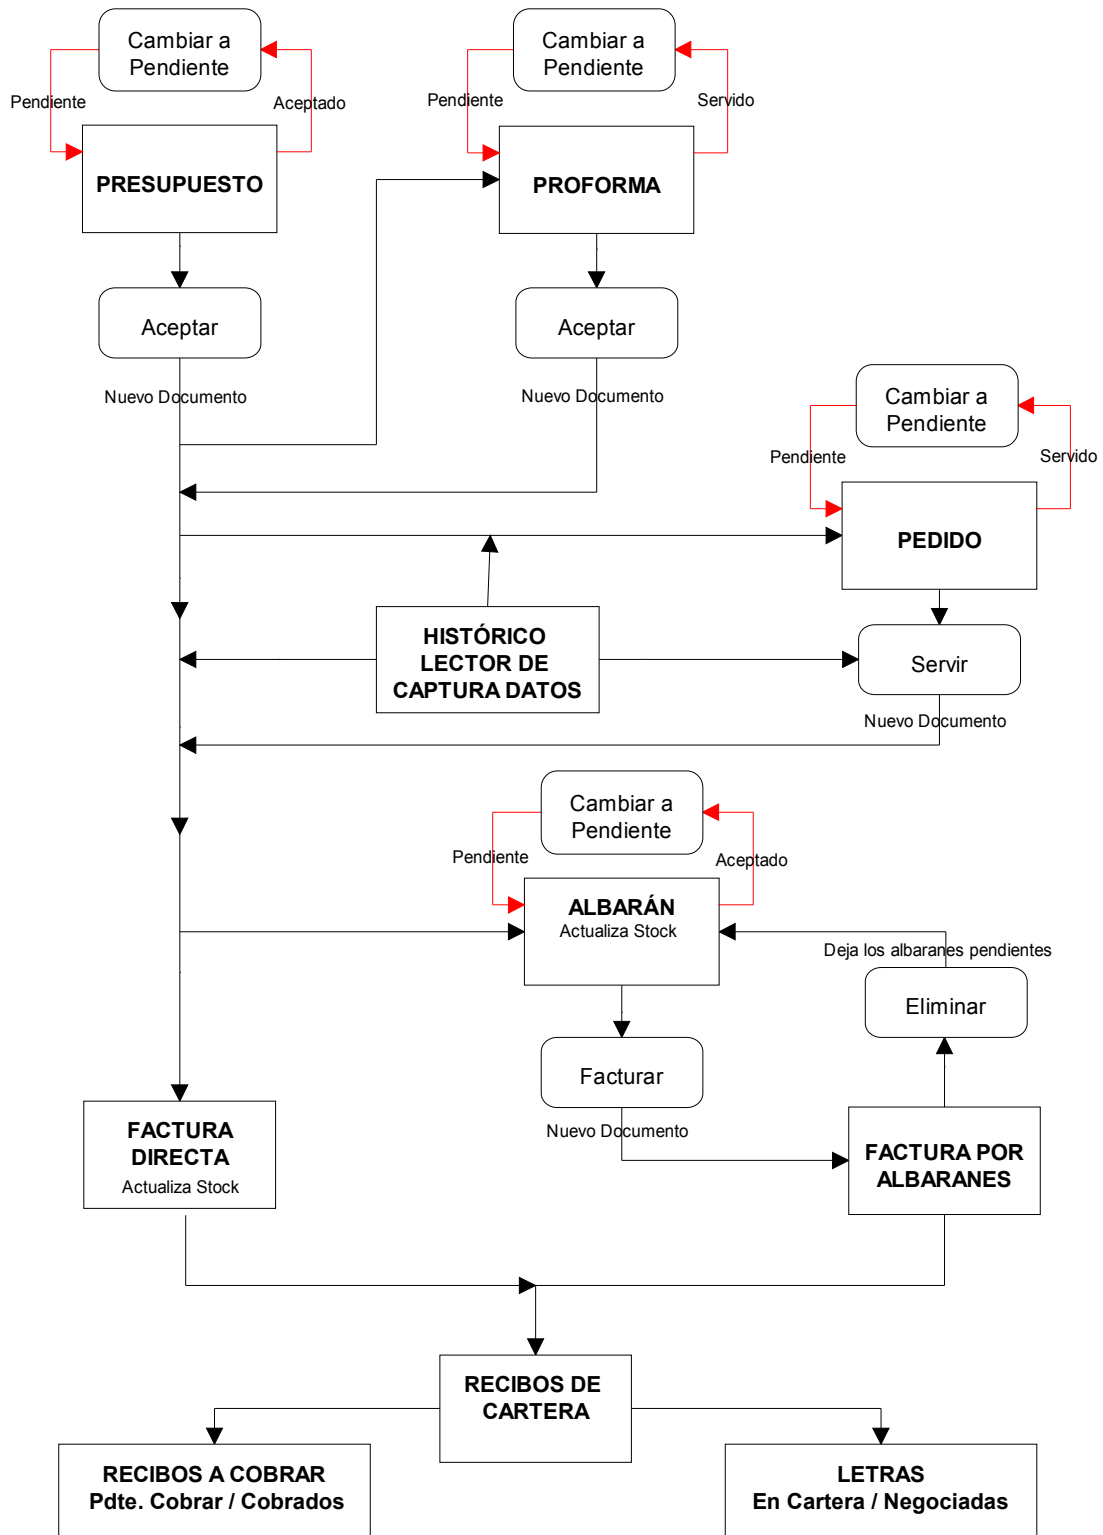 Cambiar a
Pendiente
Pendiente
Aceptado
PRESUPUESTO
Aceptar
Nuevo Documento
Cambiar a
Pendiente
Pendiente
Servido
PROFORMA
Aceptar
Nuevo Documento
Cambiar a
Pendiente
Pendiente
Servido
PEDIDO
HISTÓRICO
LECTOR DE
CAPTURA DATOS
Servir
Nuevo Documento
Cambiar a
Pendiente
Pendiente
Aceptado
ALBARÁN
Actualiza Stock
Deja los albaranes pendientes
Eliminar
Facturar
Nuevo Documento
FACTURA
DIRECTA
Actualiza Stock
FACTURA POR
ALBARANES
RECIBOS DE
CARTERA
RECIBOS A COBRAR
Pdte. Cobrar / Cobrados
LETRAS
En Cartera / Negociadas